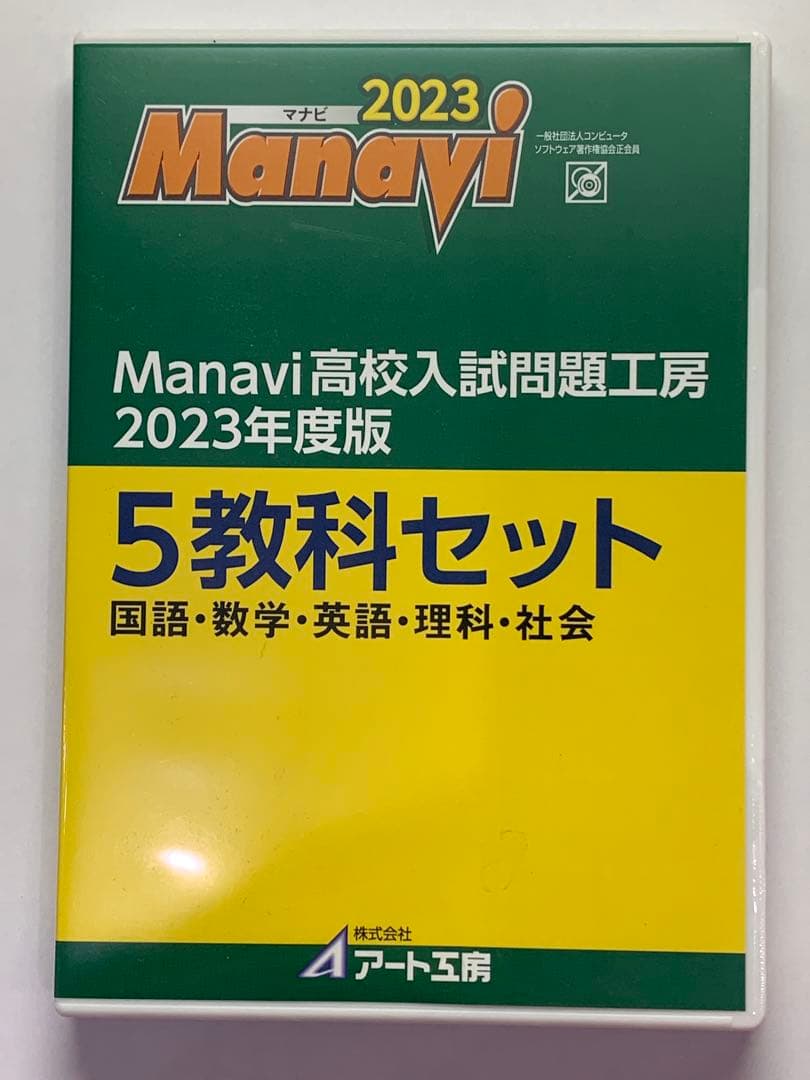 2023
マナビ
Manavi
一般社団法人コンピュータ
ソフトウェア著作権協会正会員
Manavi高校入試問題工房
2023年度版
5教科セット
国語・数学・英語・理科・社会
株式会社
アート工房